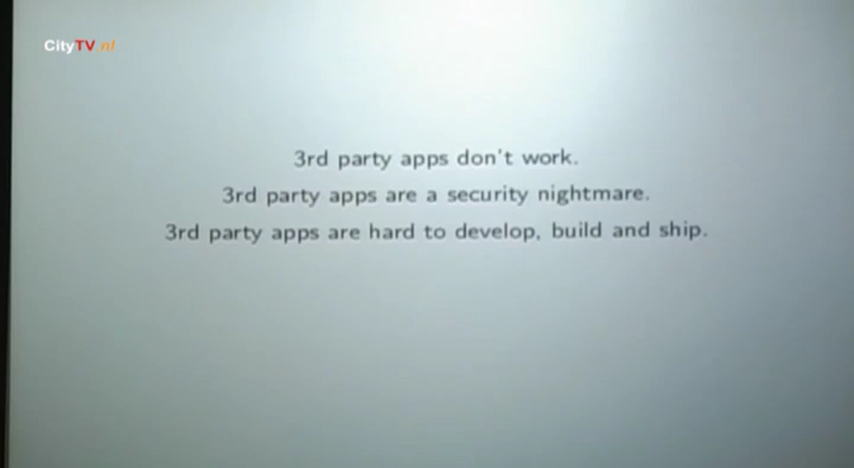 CityTV.nl
3rd party apps don't work.
3rd party apps are a security nightmare.
3rd party apps are hard to develop, build and ship.